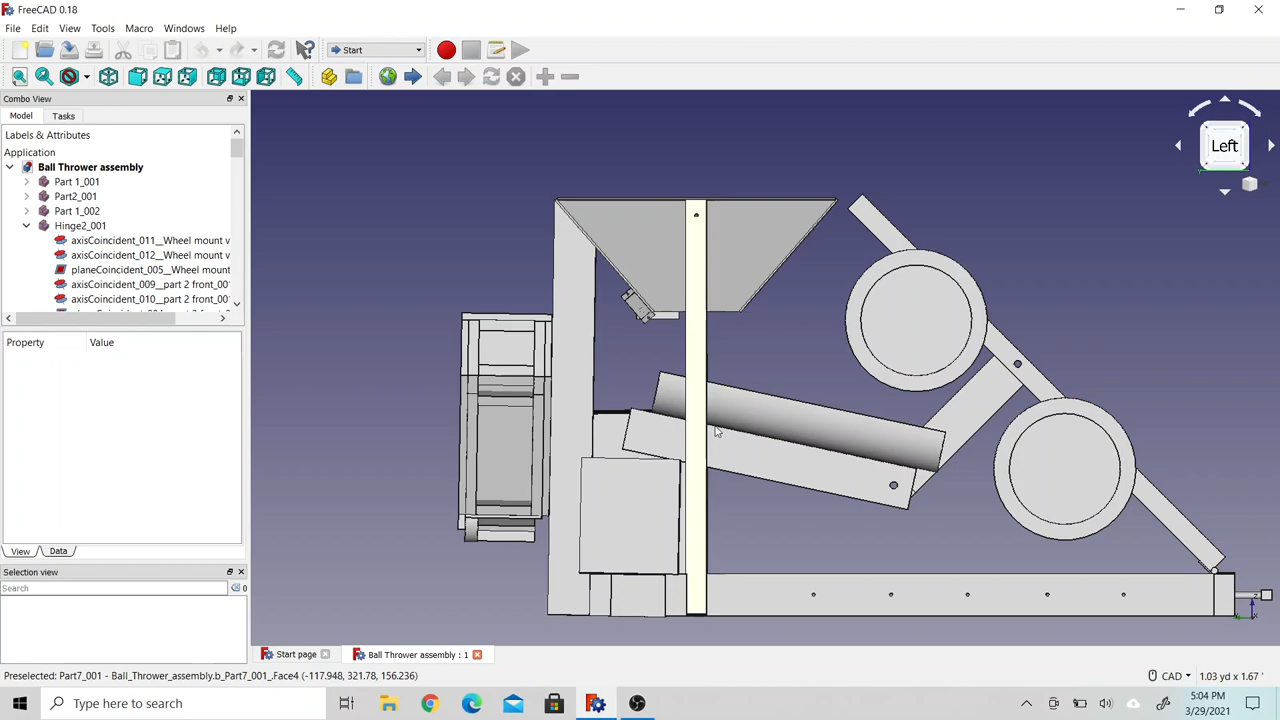 FreeCAD 0.18
File Edit View Tools Macro Windows Help
Start
Combo View
Model Tasks
Labels & Attributes
Application
Ball Thrower assembly
Part 1_001
Part2_001
Part 1_002
Hinge2_001
axisCoincident_011__Wheel mount v
axisCoincident_012__Wheel mount v
planeCoincident_005__Wheel mount
axisCoincident_009__part 2 front_00
axisCoincident_010__part 2 front_00
Property Value
View Data
Selection view
Search 0
Left
Z
Start page Ball Thrower assembly : 1
Preselected: Part7_001 - Ball_Thrower_assembly.b_Part7_001_.Face4 (-117.948, 321.78, 156.236) CAD 1.03 yd x 1.67 '
Type here to search
5:04 PM
3/29/2021